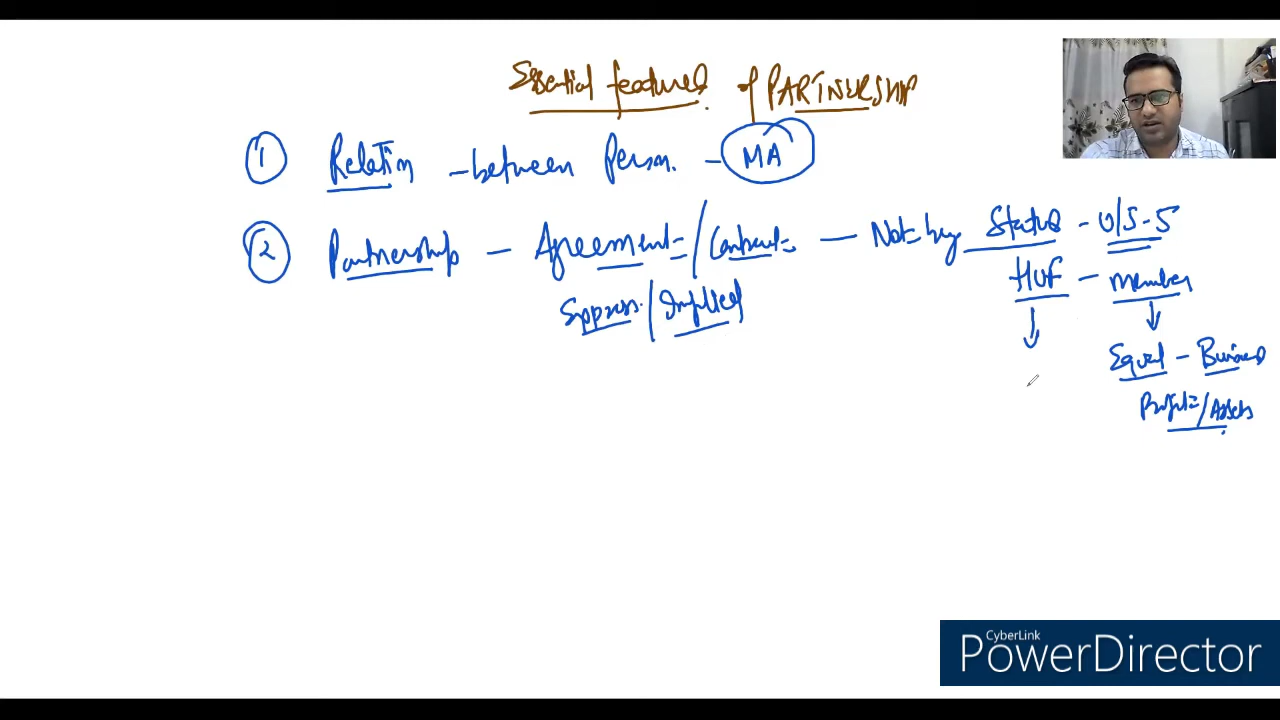 Essential features of PARTNERSHIP
1 Relation - between Person. - MA
2 Partnership - Agreement / Contract - Not by Status - U/S-5
Express / Implied
HUF - member
Equal - Business
Profit / Assets
CyberLink
PowerDirector